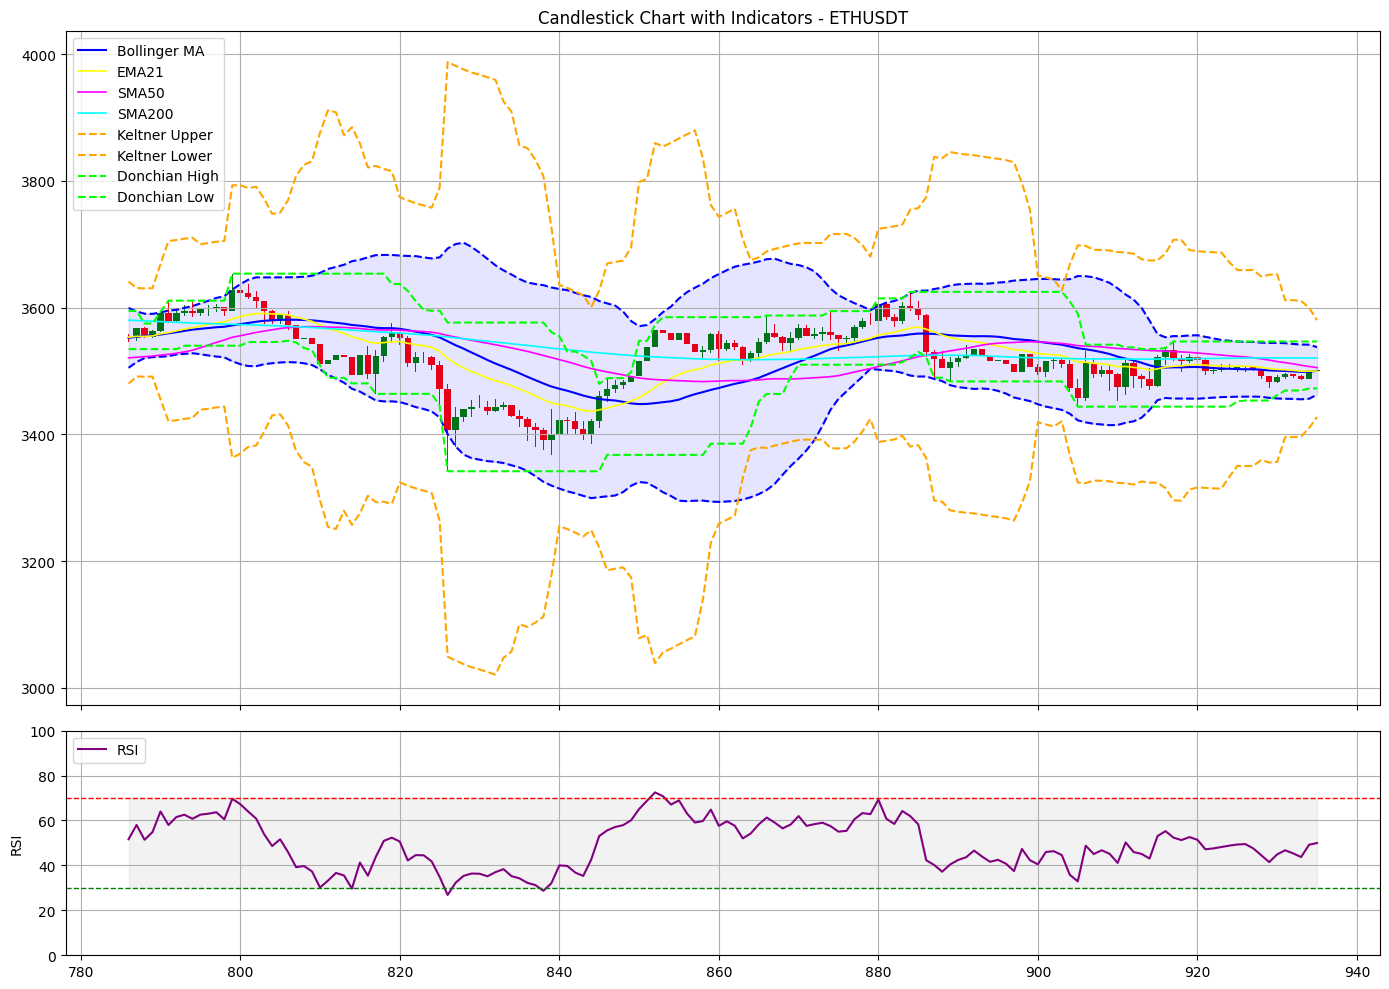 Candlestick Chart with Indicators - ETHUSDT
4000
3800
3600
3400
3200
3000
Bollinger MA
EMA21
SMA50
SMA200
Keltner Upper
Keltner Lower
Donchian High
Donchian Low
100
80
60
40
20
0
RSI
RSI
780
800
820
840
860
880
900
920
940